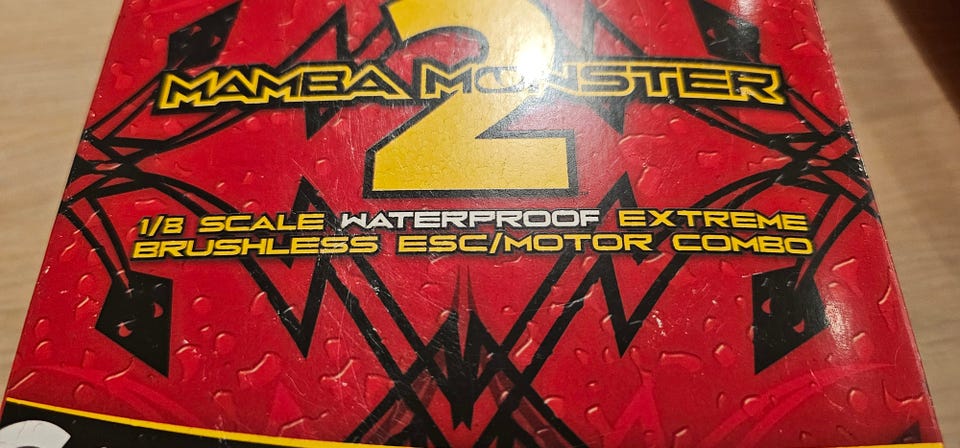 2
MAMBA MONSTER
1/8 SCALE WATERPROOF EXTREME
BRUSHLESS ESC/MOTOR COMBO